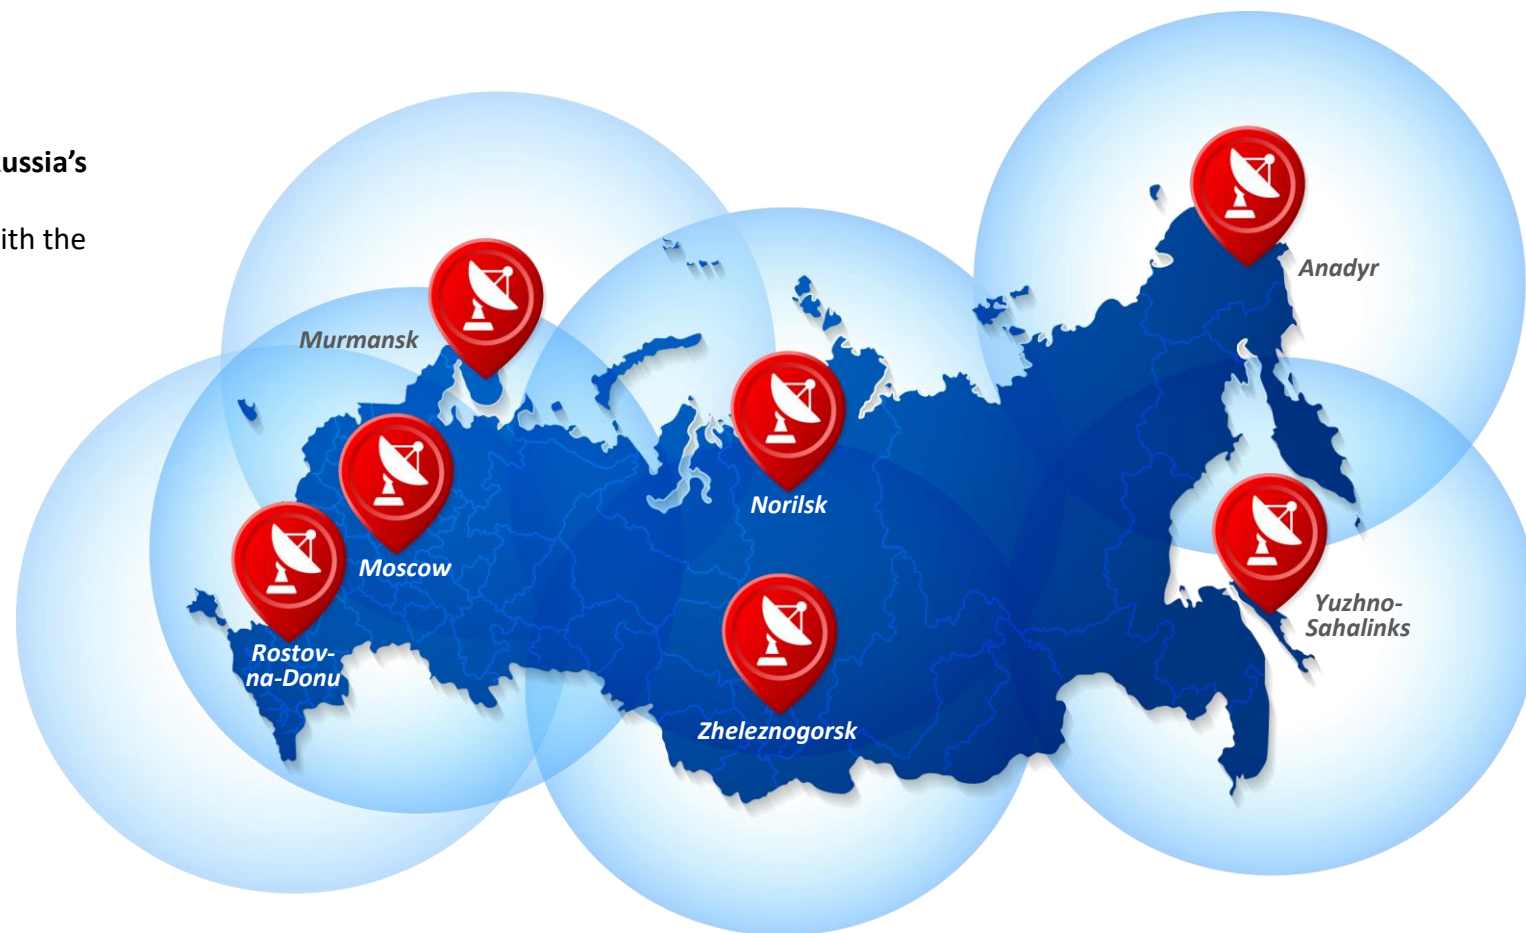 ussia’s
ith the
Anadyr
Murmansk
Norilsk
Moscow
Yuzhno-
Sahalinks
Rostov-
na-Donu
Zheleznogorsk